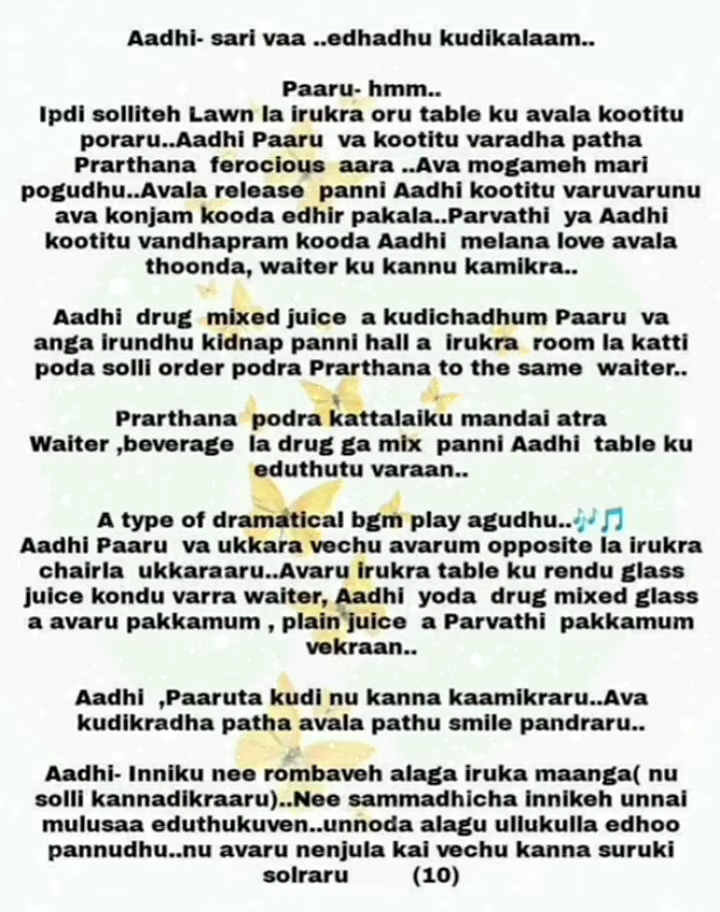 Aadhi- sari vaa ..edhadhu kudikalaam..
Paaru- hmm..
Ipdi solliteh Lawn la irukra oru table ku avala kootitu
poraru..Aadhi Paaru va kootitu varadha patha
Prarthana ferocious aara ..Ava mogameh mari
pogudhu..Avala release panni Aadhi kootitu varuvarunu
ava konjam kooda edhir pakala..Parvathi ya Aadhi
kootitu vandhapram kooda Aadhi melana love avala
thoonda, waiter ku kannu kamikra..
Aadhi drug mixed juice a kudichadhum Paaru va
anga irundhu kidnap panni hall a irukra room la katti
poda solli order podra Prarthana to the same waiter..
Prarthana podra kattalaiku mandai atra
Waiter ,beverage la drug ga mix panni Aadhi table ku
eduthutu varaan..
A type of dramatical bgm play agudhu..🎶🎵
Aadhi Paaru va ukkara vechu avarum opposite la irukra
chairla ukkaraaru..Avaru irukra table ku rendu glass
juice kondu varra waiter, Aadhi yoda drug mixed glass
a avaru pakkamum , plain juice a Parvathi pakkamum
vekraan..
Aadhi ,Paaruta kudi nu kanna kaamikraru..Ava
kudikradha patha avala pathu smile pandraru..
Aadhi- Inniku nee rombaveh alaga iruka maanga( nu
solli kannadikraaru)..Nee sammadhicha innikeh unnai
mulusaa eduthukuven..unnoda alagu ullukulla edhoo
pannudhu..nu avaru nenjula kai vechu kanna suruki
solraru (10)